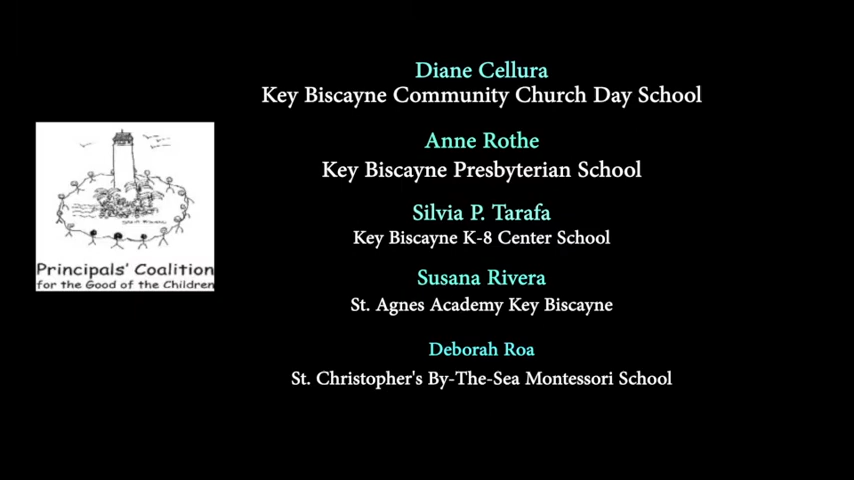 Diane Cellura
Key Biscayne Community Church Day School
Anne Rothe
Key Biscayne Presbyterian School
Silvia P. Tarafa
Key Biscayne K-8 Center School
Susana Rivera
St. Agnes Academy Key Biscayne
Deborah Roa
St. Christopher's By-The-Sea Montessori School
Principals' Coalition
for the Good of the Children